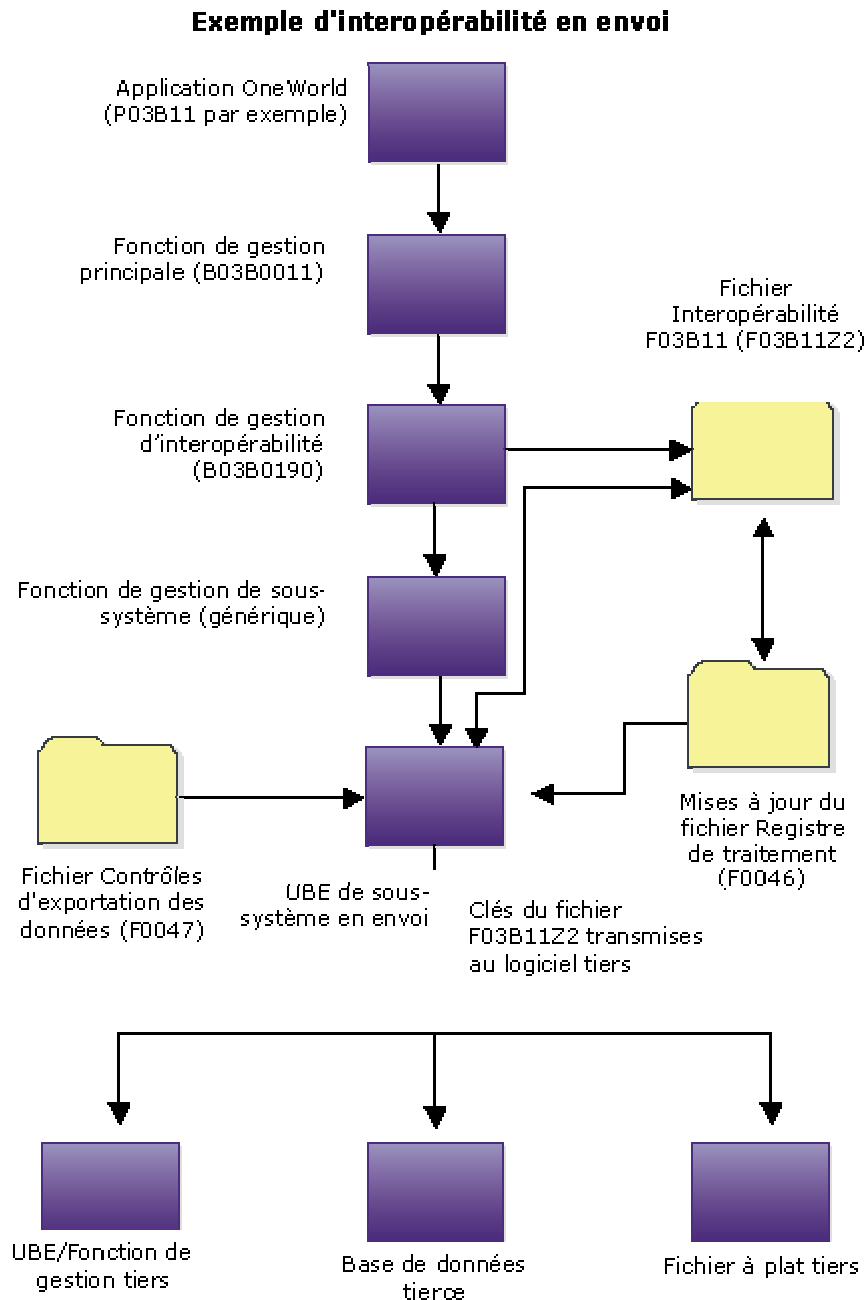 Exemple d'interopérabilité en envoi
Application OneWorld
(P03B11 par exemple)
Fonction de gestion
principale (B03B0011)
Fichier
Interopérabilité
F03B11 (F03B11Z2)
Fonction de gestion
d'interopérabilité
(B03B0190)
Fonction de gestion de sous-
système (générique)
Mises à jour du
fichier Registre
de traitement
(F0046)
Fichier Contrôles
d'exportation des
données (F0047)
UBE de sous-
système en envoi
Clés du fichier
F03B11Z2 transmises
au logiciel tiers
UBE/Fonction de
gestion tiers
Base de données
tierce
Fichier à plat tiers